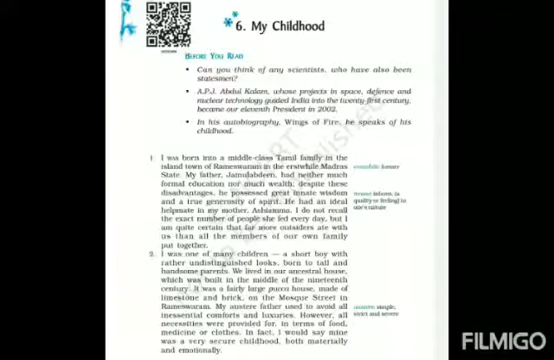 6. My Childhood
BEFORE YOU READ
• Can you think of any scientists, who have also been
statesmen?
• A.P.J. Abdul Kalam, whose projects in space, defence and
nuclear technology guided India into the twenty-first century,
became our eleventh President in 2002.
• In his autobiography, Wings of Fire, he speaks of his
childhood.
1. I was born into a middle-class Tamil family in the
island town of Rameswaram in the erstwhile Madras
State. My father, Jainulabdeen, had neither much
formal education nor much wealth; despite these
disadvantages, he possessed great innate wisdom
and a true generosity of spirit. He had an ideal
helpmate in my mother, Ashiamma. I do not recall
the exact number of people she fed every day, but I
am quite certain that far more outsiders ate with
us than all the members of our own family
put together.
2. I was one of many children — a short boy with
rather undistinguished looks, born to tall and
handsome parents. We lived in our ancestral house,
which was built in the middle of the nineteenth
century. It was a fairly large pucca house, made of
limestone and brick, on the Mosque Street in
Rameswaram. My austere father used to avoid all
inessential comforts and luxuries. However, all
necessities were provided for, in terms of food,
medicine or clothes. In fact, I would say mine
was a very secure childhood, both materially
and emotionally.
erstwhile: former
innate: inborn; (a
quality or feeling) in
one's nature
austere: simple,
strict and severe
FILMIGO